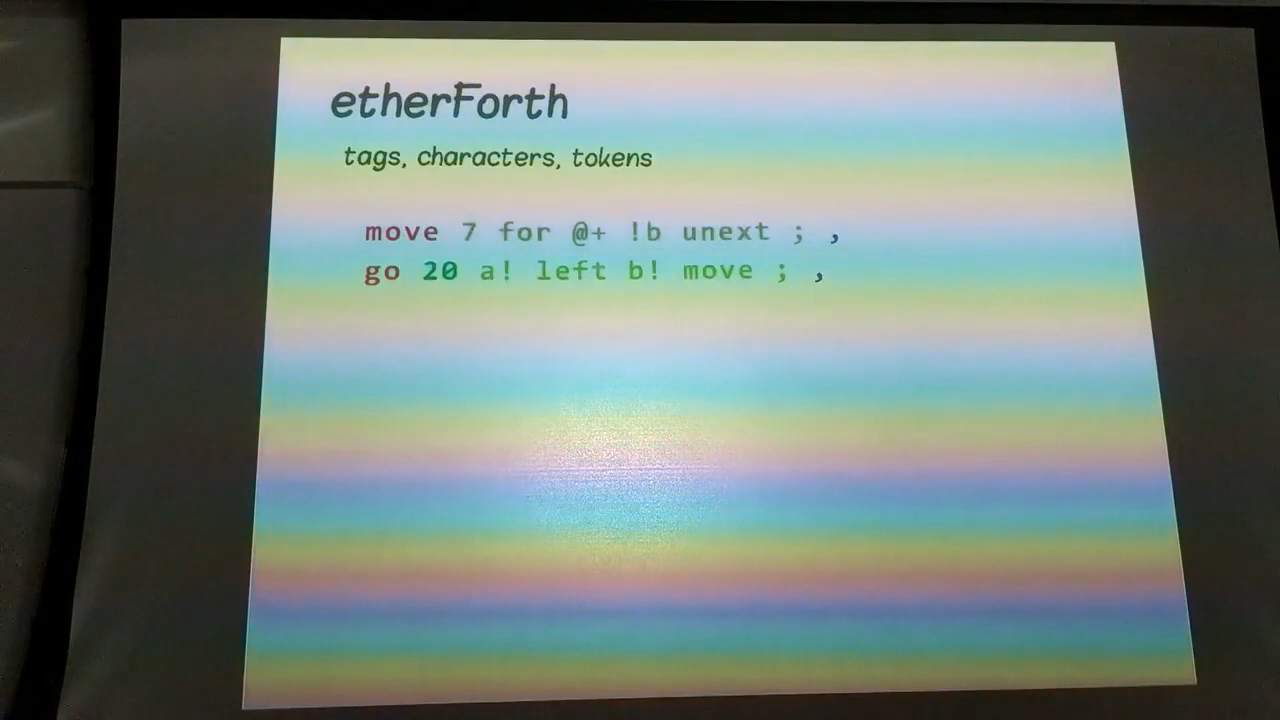 etherForth
tags, characters, tokens
move 7 for @+ !b unext ; ,
go 20 a! left b! move ; ,